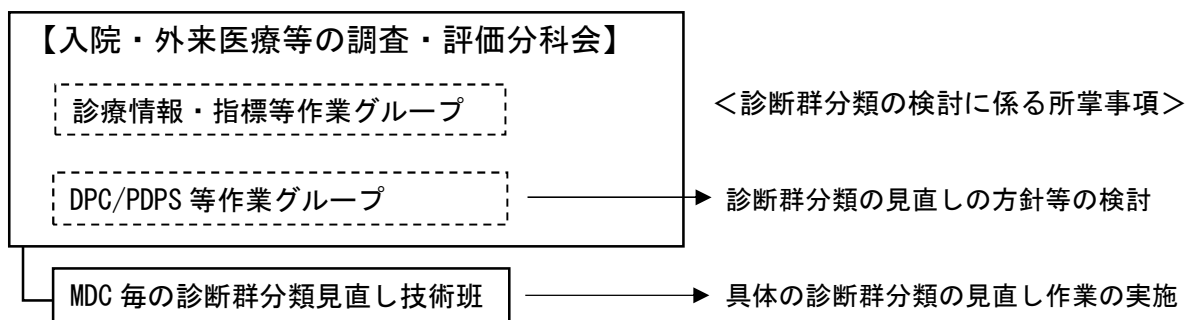 【入院・外来医療等の調査・評価分科会】
診療情報・指標等作業グループ
＜診断群分類の検討に係る所掌事項＞
DPC/PDPS 等作業グループ
診断群分類の見直しの方針等の検討
MDC 毎の診断群分類見直し技術班
具体の診断群分類の見直し作業の実施